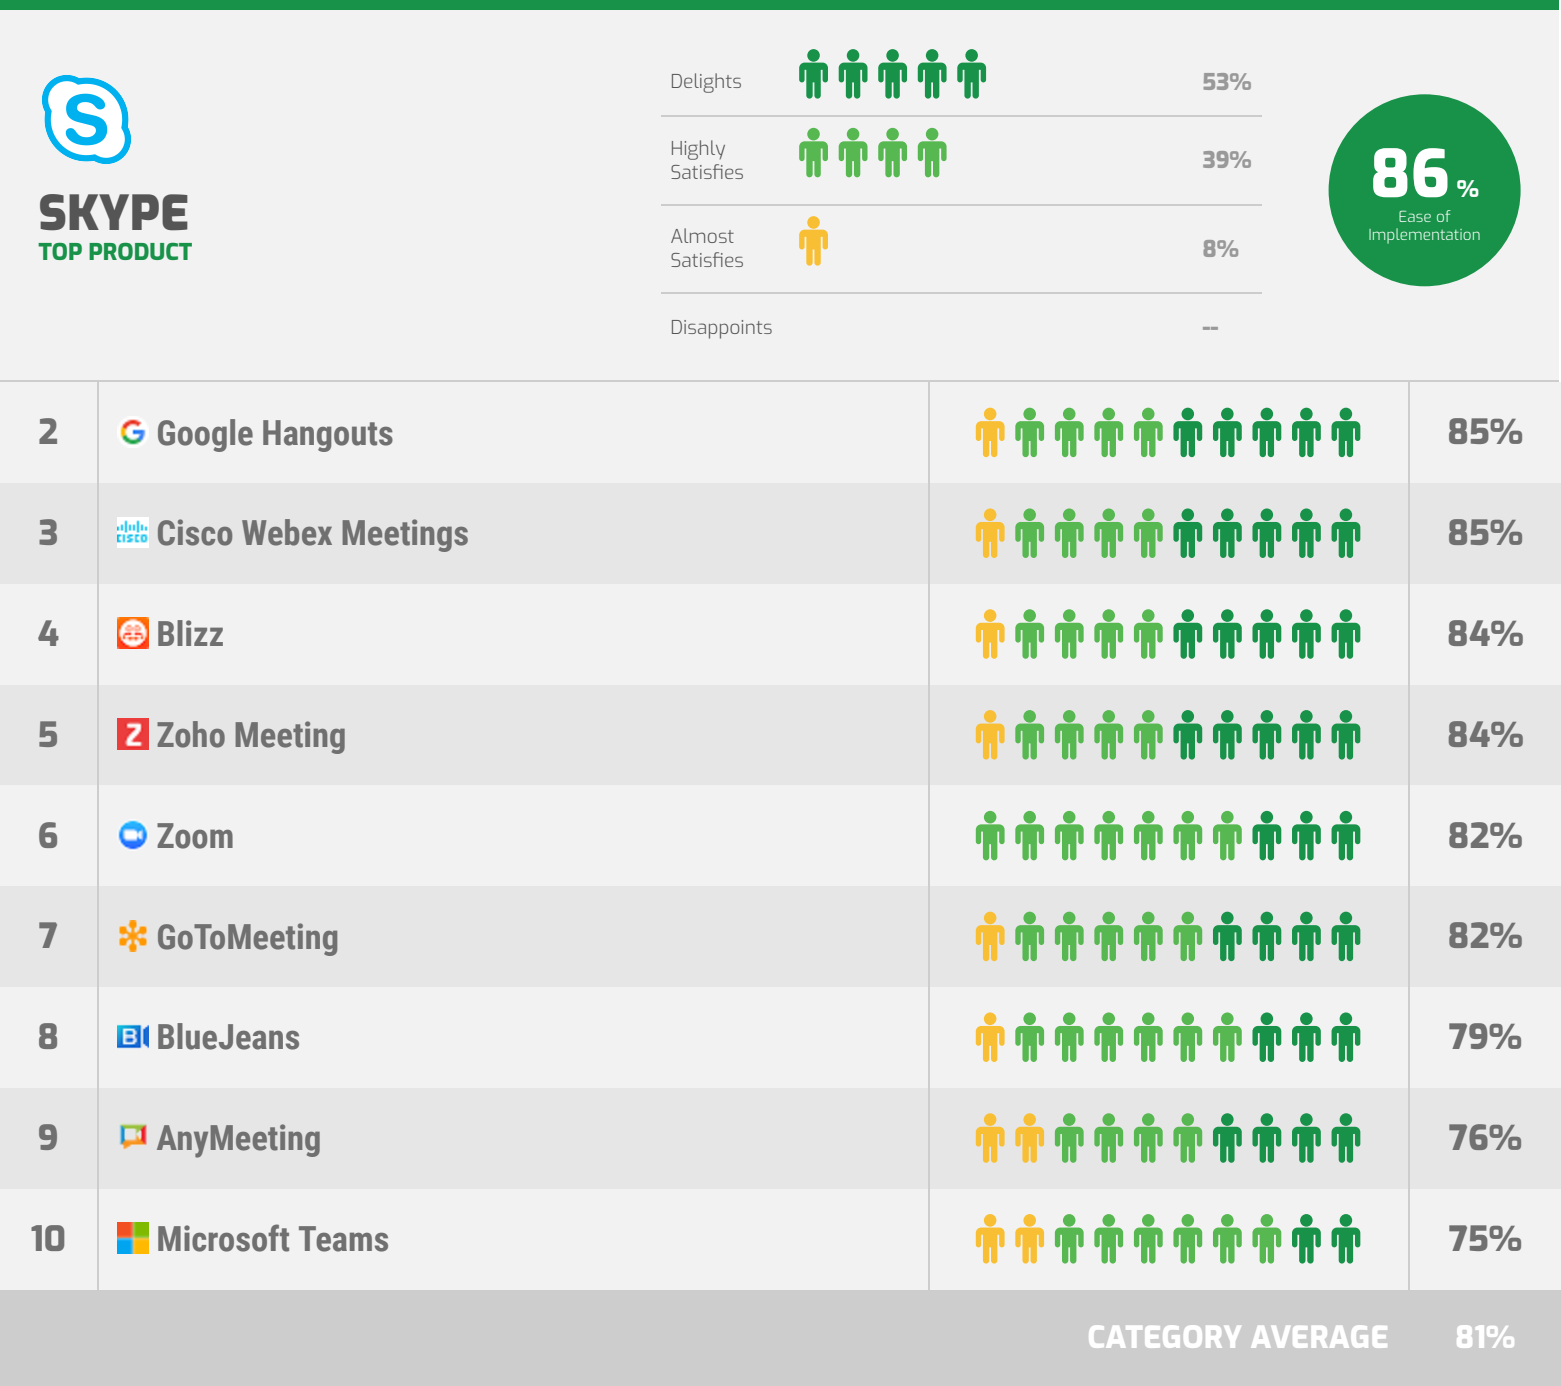 SKYPE
TOP PRODUCT
Delights 53%
Highly
Satisfies 39%
Almost
Satisfies 8%
Disappoints --
86 %
Ease of
Implementation
2 Google Hangouts 85%
3 cisco Cisco Webex Meetings 85%
4 Blizz 84%
5 Z Zoho Meeting 84%
6 Zoom 82%
7 GoToMeeting 82%
8 B BlueJeans 79%
9 AnyMeeting 76%
10 Microsoft Teams 75%
CATEGORY AVERAGE 81%